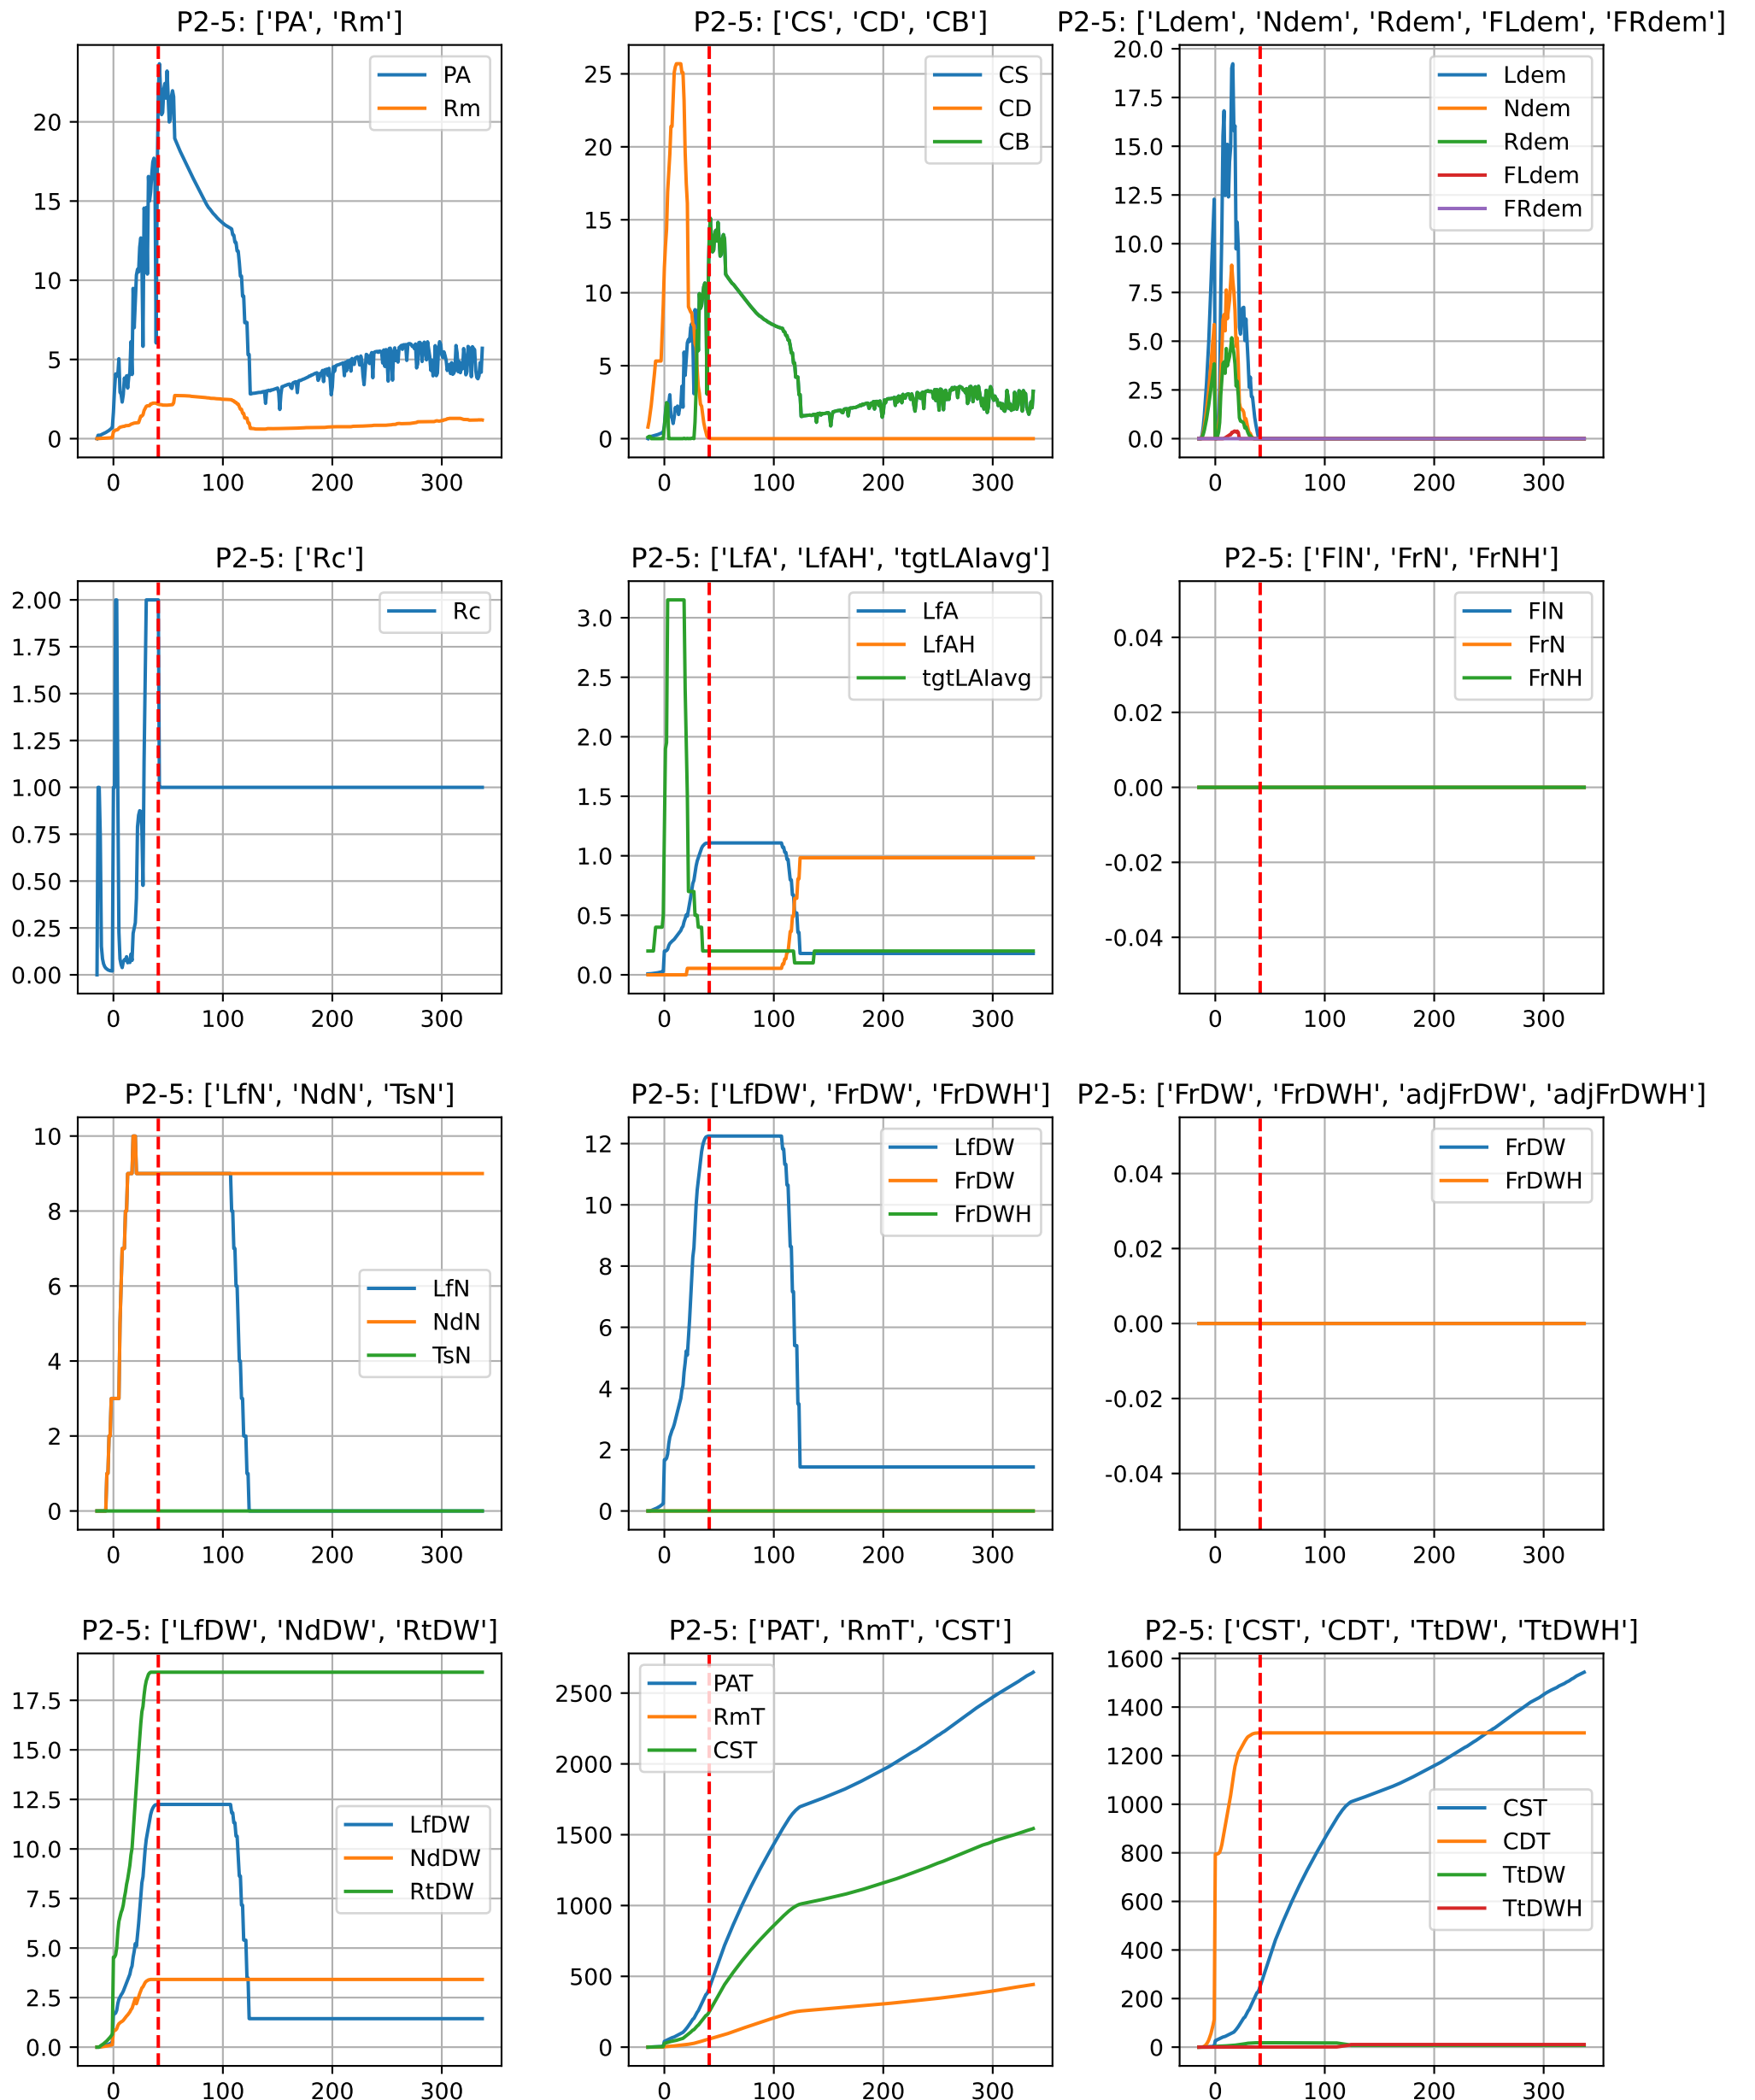 P2-5: ['PA', 'Rm']
PA
Rm
20
15
10
5
0
0 100 200 300
P2-5: ['CS', 'CD', 'CB']
CS
CD
CB
25
20
15
10
5
0
0 100 200 300
P2-5: ['Ldem', 'Ndem', 'Rdem', 'FLdem', 'FRdem']
Ldem
Ndem
Rdem
FLdem
FRdem
20.0
17.5
15.0
12.5
10.0
7.5
5.0
2.5
0.0
0 100 200 300
P2-5: ['Rc']
Rc
2.00
1.75
1.50
1.25
1.00
0.75
0.50
0.25
0.00
0 100 200 300
P2-5: ['LfA', 'LfAH', 'tgtLAIavg']
LfA
LfAH
tgtLAIavg
3.0
2.5
2.0
1.5
1.0
0.5
0.0
0 100 200 300
P2-5: ['FlN', 'FrN', 'FrNH']
FlN
FrN
FrNH
0.04
0.02
0.00
-0.02
-0.04
0 100 200 300
P2-5: ['LfN', 'NdN', 'TsN']
LfN
NdN
TsN
10
8
6
4
2
0
0 100 200 300
P2-5: ['LfDW', 'FrDW', 'FrDWH']
LfDW
FrDW
FrDWH
12
10
8
6
4
2
0
0 100 200 300
P2-5: ['FrDW', 'FrDWH', 'adjFrDW', 'adjFrDWH']
FrDW
FrDWH
0.04
0.02
0.00
-0.02
-0.04
0 100 200 300
P2-5: ['LfDW', 'NdDW', 'RtDW']
LfDW
NdDW
RtDW
17.5
15.0
12.5
10.0
7.5
5.0
2.5
0.0
0 100 200 300
P2-5: ['PAT', 'RmT', 'CST']
PAT
RmT
CST
2500
2000
1500
1000
500
0
0 100 200 300
P2-5: ['CST', 'CDT', 'TtDW', 'TtDWH']
CST
CDT
TtDW
TtDWH
1600
1400
1200
1000
800
600
400
200
0
0 100 200 300